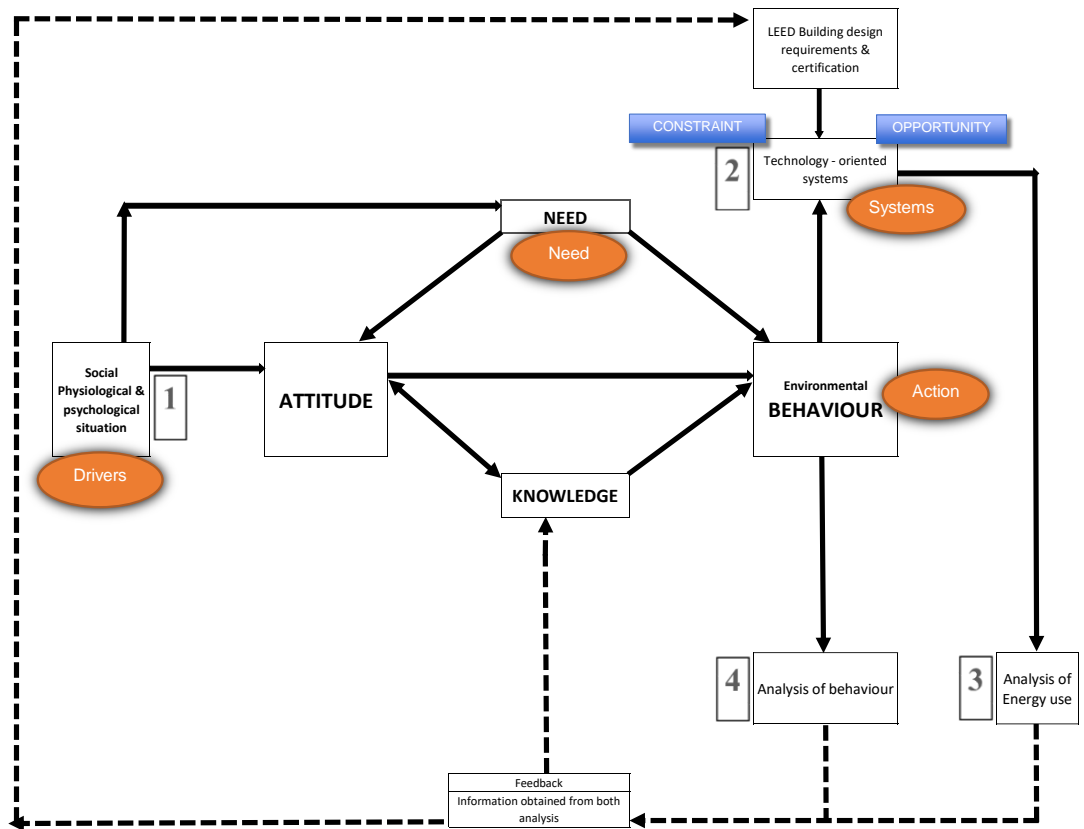 LEED Building design
requirements &
certification
CONSTRAINT
OPPORTUNITY
2
Technology - oriented
systems
Systems
NEED
Need
Social
Physiological &
psychological
situation
1
Drivers
ATTITUDE
Environmental
BEHAVIOUR
Action
KNOWLEDGE
4
Analysis of behaviour
3
Analysis of
Energy use
Feedback
Information obtained from both
analysis